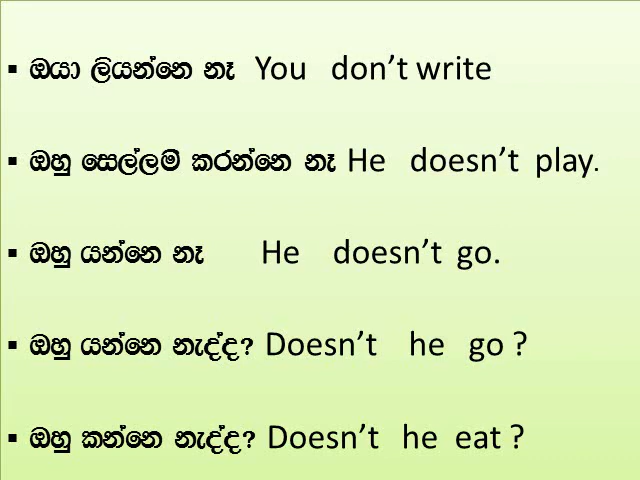 ▪ ඔයා ලියන්නෙ නෑ You don’t write
▪ ඔහු සෙල්ලම් කරන්නෙ නෑ He doesn’t play.
▪ ඔහු යන්නෙ නෑ He doesn’t go.
▪ ඔහු යන්නෙ නැද්ද? Doesn’t he go ?
▪ ඔහු කන්නෙ නැද්ද? Doesn’t he eat ?